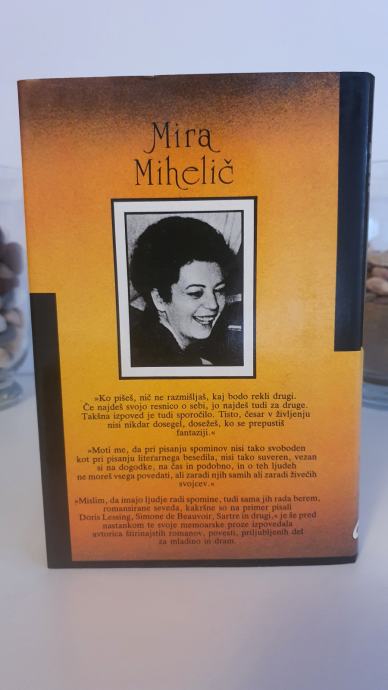 Mira
Mihelič
»Ko pišeš, nič ne razmišljaš, kaj bodo rekli drugi.
Če najdeš svojo resnico o sebi, jo najdeš tudi za druge.
Takšna izpoved je tudi sporočilo. Tisto, česar v življenju
nisi nikdar dosegel, dosežeš, ko se prepustiš
fantaziji.«
»Moti me, da pri pisanju spominov nisi tako svoboden
kot pri pisanju literarnega besedila, nisi tako suveren, vezan
si na dogodke, na čas in podobno, in o teh ljudeh
ne moreš vsega povedati, ali zaradi njih samih ali zaradi živečih
svojcev.«
»Mislim, da imajo ljudje radi spomine, tudi sama jih rada berem,
romansirane seveda, kakršne so na primer pisali
Doris Lessing, Simone de Beauvoir, Sartre in drugi,« je še pred
nastankom te svoje memoarske proze izpovedala
avtorica štirinajstih romanov, povesti, priljubljenih del
za mladino in dram.